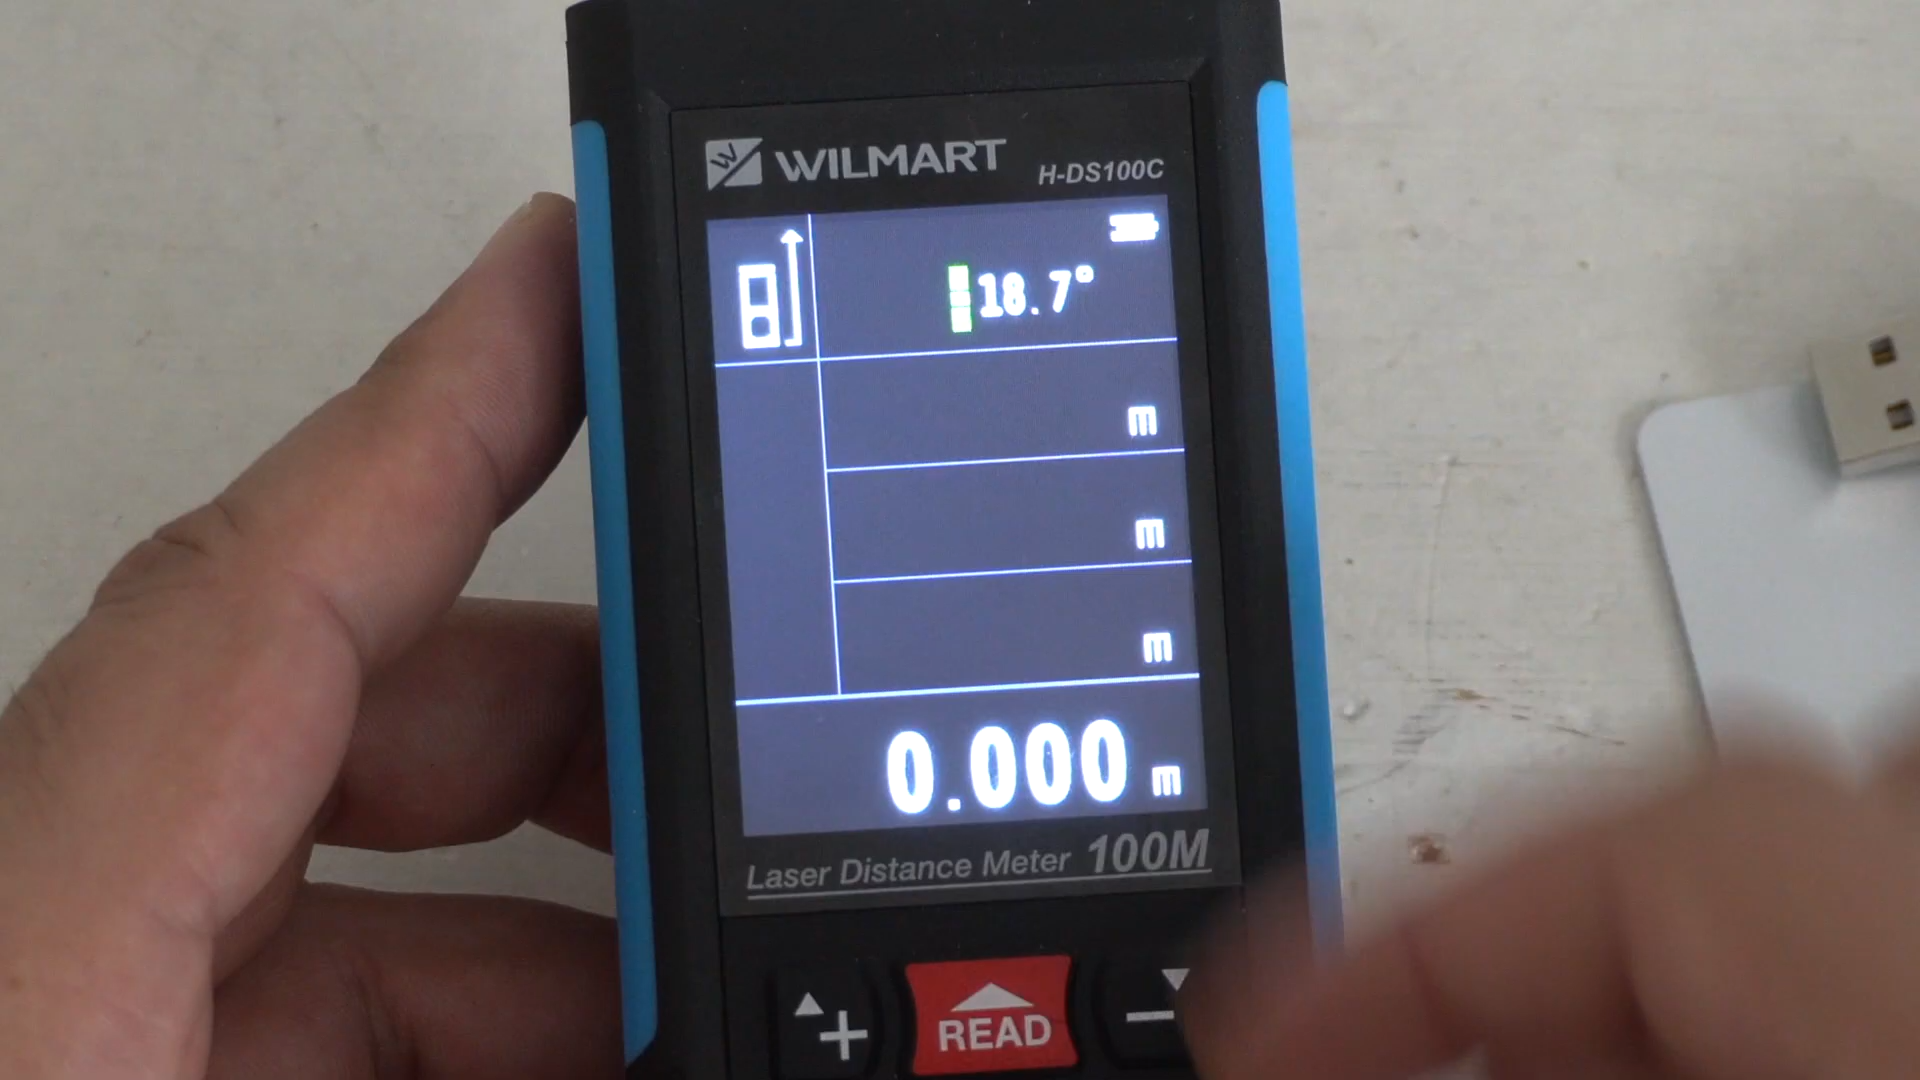 WILMART
H-DS100C
18.7°
m
m
m
0.000 m
Laser Distance Meter 100M
+ READ −